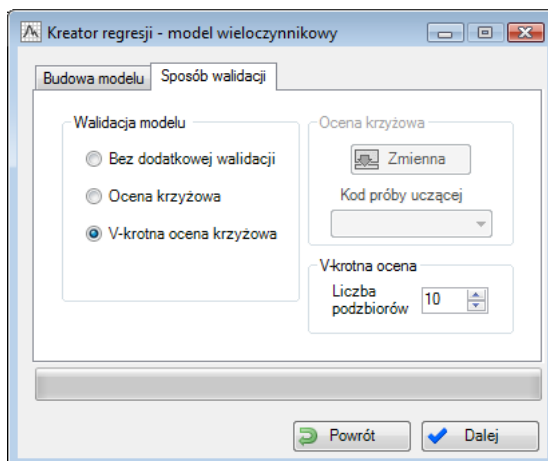 Kreator regresji - model wieloczynnikowy
Budowa modelu
Sposób walidacji
Walidacja modelu
Bez dodatkowej walidacji
Ocena krzyżowa
V-krotna ocena krzyżowa
Ocena krzyżowa
Zmienna
Kod próby uczącej
V-krotna ocena
Liczba
podzbiorów
10
Powrót
Dalej